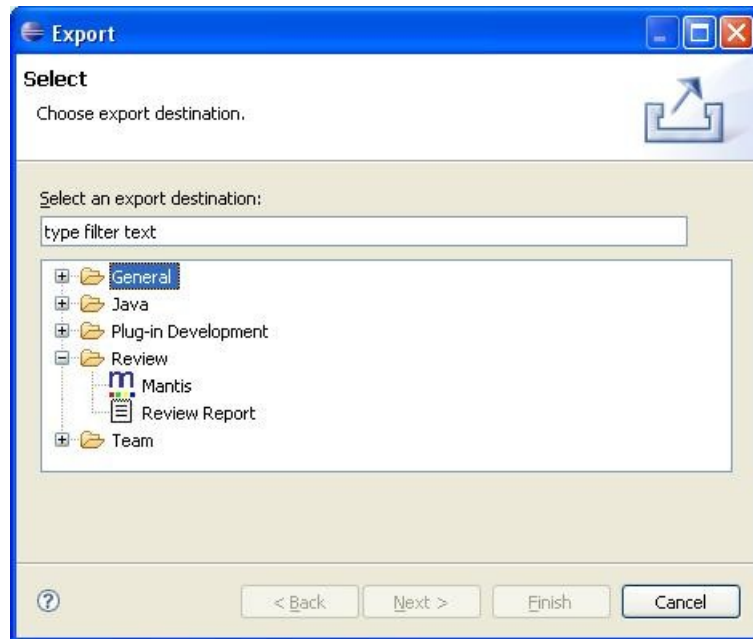 Export
Select
Choose export destination.
Select an export destination:
type filter text
General
Java
Plug-in Development
Review
Mantis
Review Report
Team
< Back Next > Finish Cancel